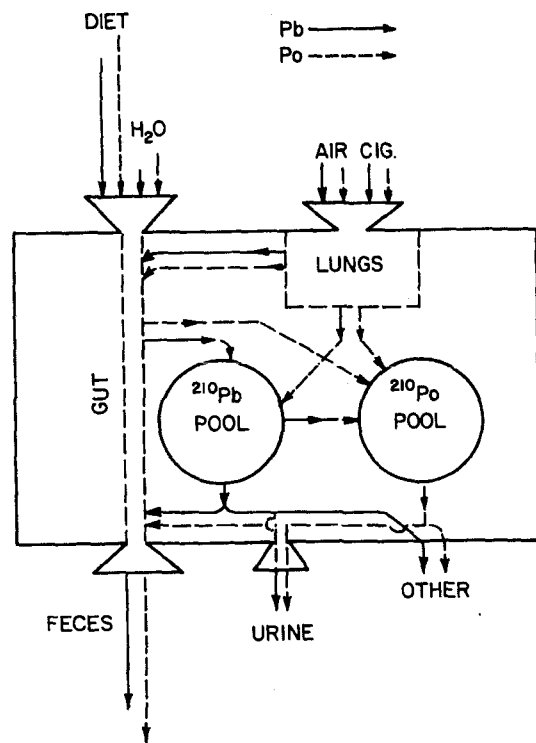 DIET
Pb
Po
H₂O
AIR CIG.
LUNGS
GUT
²¹⁰Pb
POOL
²¹⁰Po
POOL
FECES
URINE
OTHER